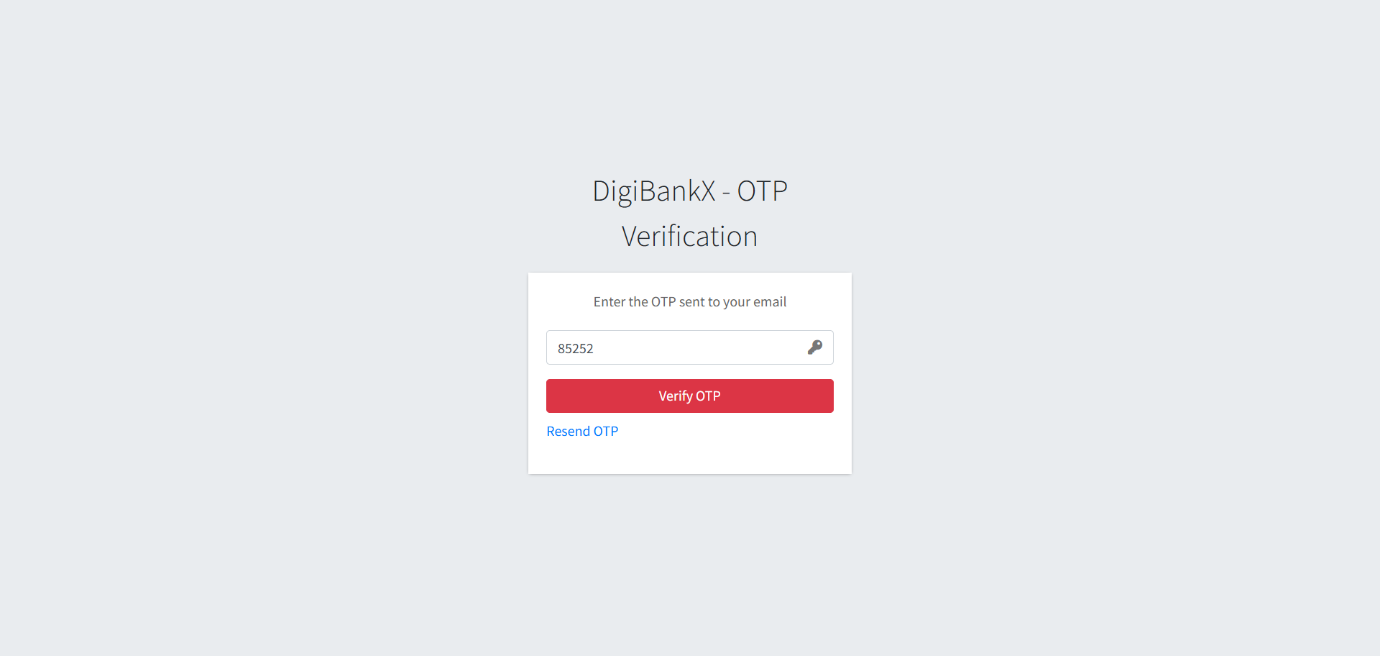 DigiBankX - OTP
Verification
Enter the OTP sent to your email
85252
Verify OTP
Resend OTP